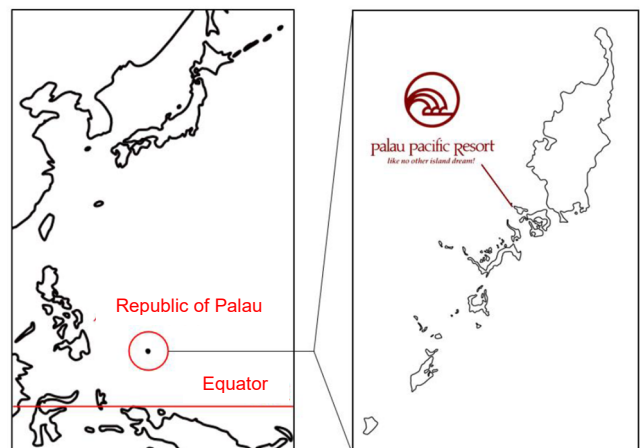 Republic of Palau
Equator
palau pacific resort
like no other island dream!